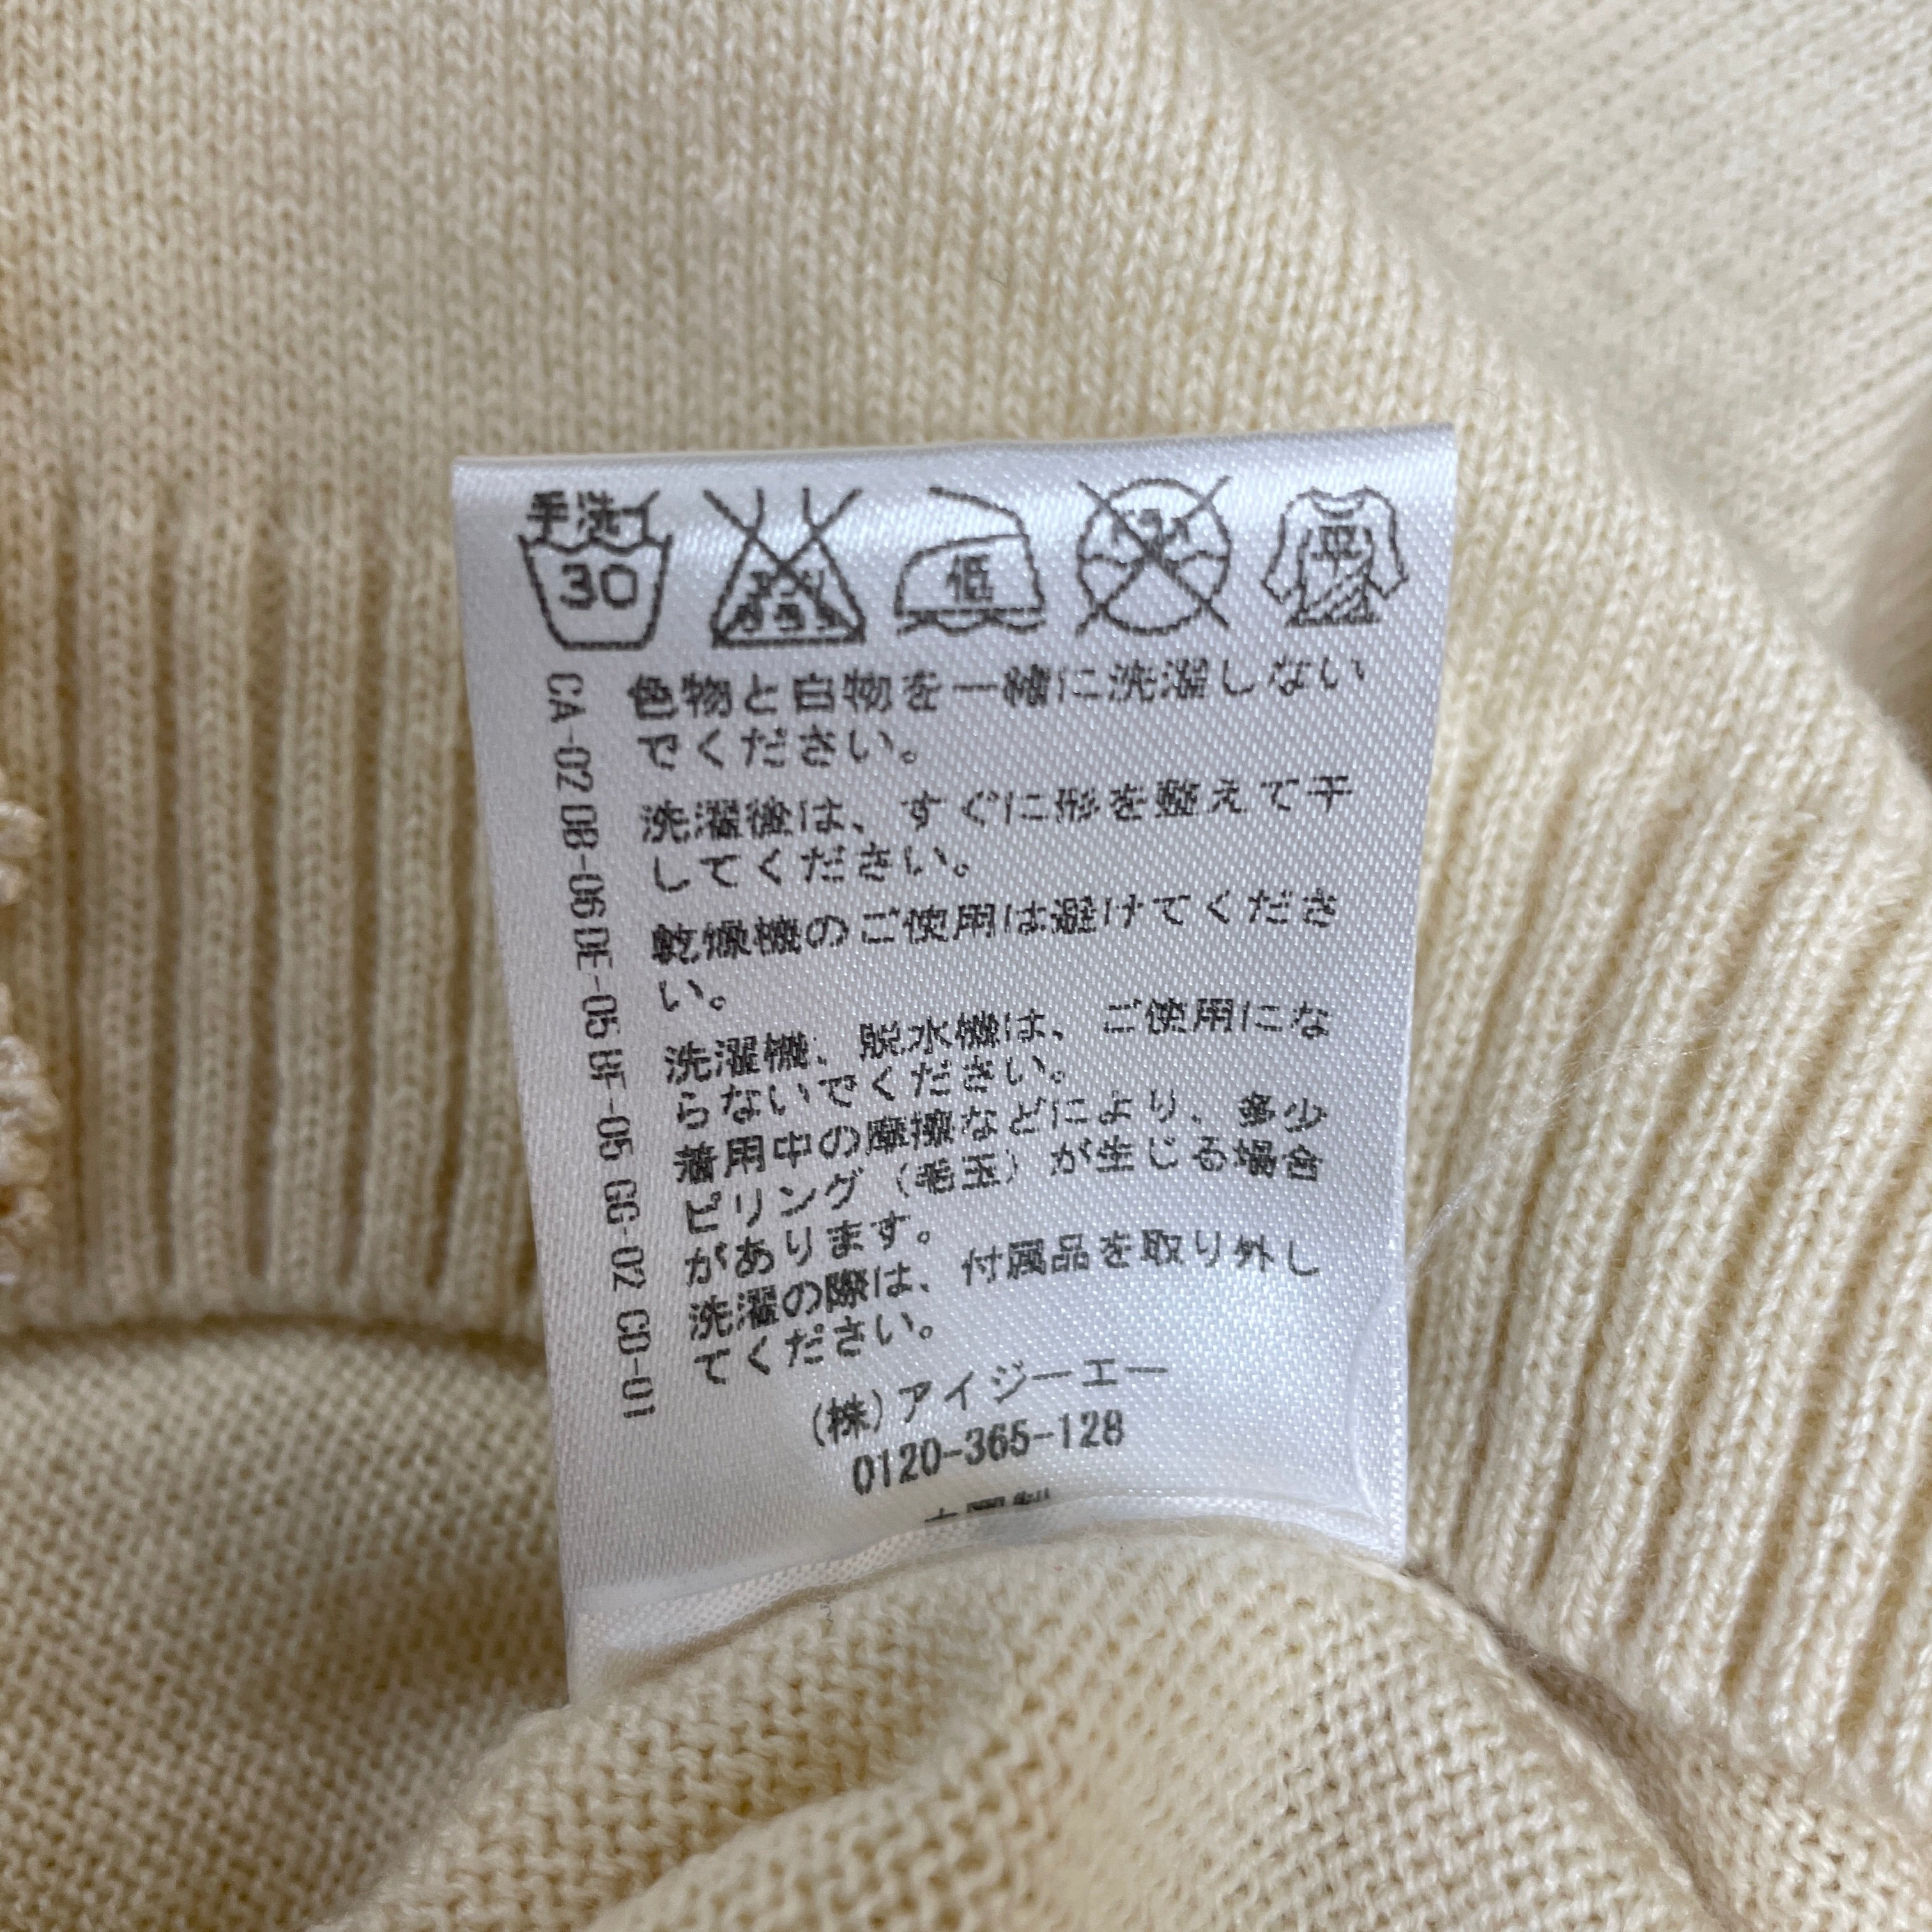 手洗イ
30
低
平
色物と白物を一緒に洗濯しない
でください。
洗濯後は、すぐに形を整えて干
してください。
乾燥機のご使用は避けてくださ
い。
洗濯機、脱水機は、ご使用にな
らないでください。
着用中の摩擦などにより、多少
ピリング（毛玉）が生じる場合
があります。
洗濯の際は、付属品を取り外し
てください。
(株)アイジーエー
0120-365-128
CA-02 DB-06 DE-05 DF-05 GG-02 CD-01